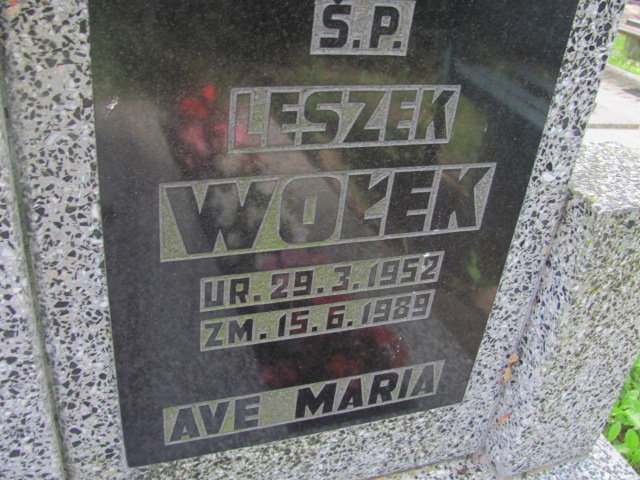 Ś.P.
LESZEK
WOŁEK
UR. 29.3.1952
ZM. 15.6.1989
AVE MARIA